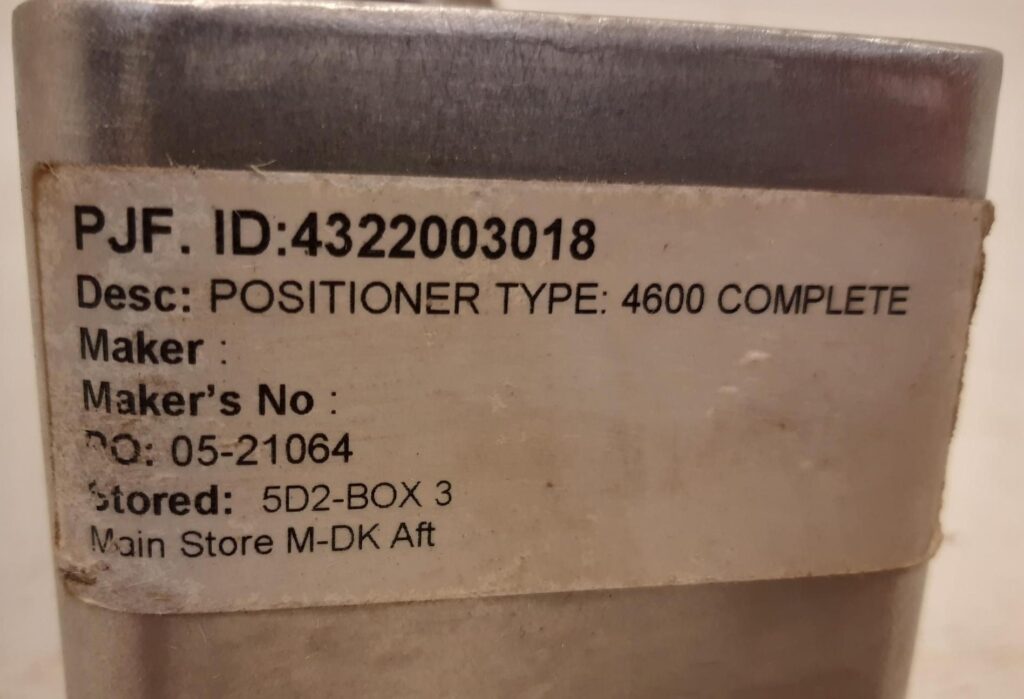 PJF. ID:4322003018
Desc: POSITIONER TYPE: 4600 COMPLETE
Maker :
Maker's No :
PO: 05-21064
Stored: 5D2-BOX 3
Main Store M-DK Aft